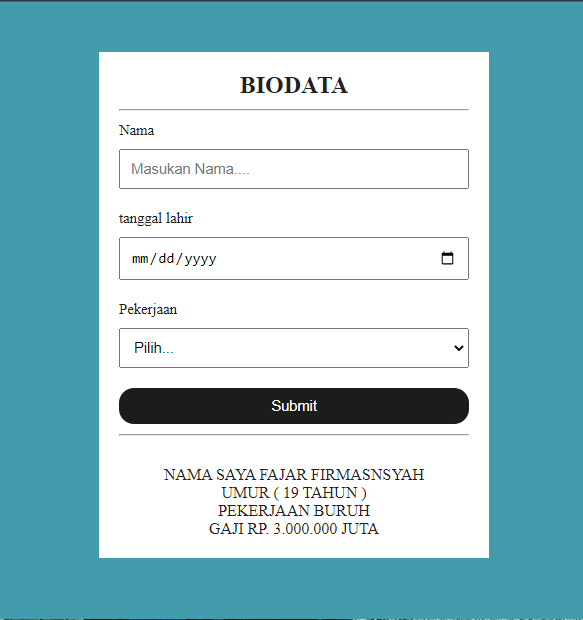 BIODATA
Nama
Masukan Nama....
tanggal lahir
mm/dd/yyyy
Pekerjaan
Pilih...
Submit
NAMA SAYA FAJAR FIRMASNSYAH
UMUR ( 19 TAHUN )
PEKERJAAN BURUH
GAJI RP. 3.000.000 JUTA